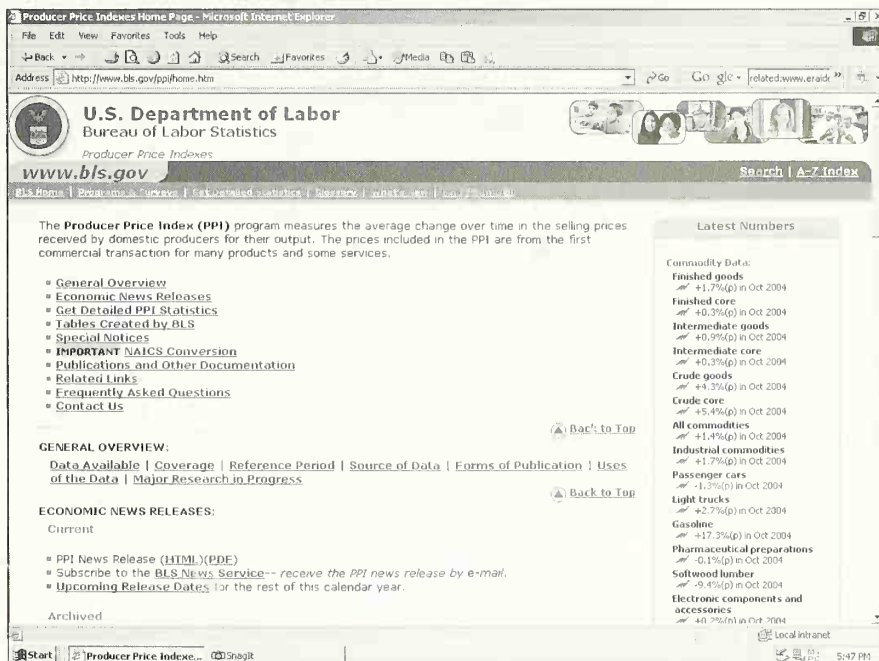 Producer Price Indexes Home Page - Microsoft Internet Explorer
File Edit View Favorites Tools Help
Back Search Favorites Media
Address http://www.bls.gov/ppi/home.htm Go Go gle related:www.eraide »
U.S. Department of Labor
Bureau of Labor Statistics
Producer Price Indexes
www.bls.gov Search | A-Z Index
BLS Home | Programs & Surveys | Get Detailed Statistics | Glossary | What's New |
The Producer Price Index (PPI) program measures the average change over time in the selling prices
received by domestic producers for their output. The prices included in the PPI are from the first
commercial transaction for many products and some services.
General Overview
Economic News Releases
Get Detailed PPI Statistics
Tables Created by BLS
Special Notices
IMPORTANT NAICS Conversion
Publications and Other Documentation
Related Links
Frequently Asked Questions
Contact Us
Back to Top
GENERAL OVERVIEW:
Data Available | Coverage | Reference Period | Source of Data | Forms of Publication | Uses
of the Data | Major Research in Progress
Back to Top
ECONOMIC NEWS RELEASES:
Current
PPI News Release (HTML)(PDF)
Subscribe to the BLS News Service-- receive the PPI news release by e-mail.
Upcoming Release Dates for the rest of this calendar year.
Archived
Latest Numbers
Commodity Data:
Finished goods
+1.7%(p) in Oct 2004
Finished core
+0.3%(p) in Oct 2004
Intermediate goods
+0.9%(p) in Oct 2004
Intermediate core
+0.3%(p) in Oct 2004
Crude goods
+4.3%(p) in Oct 2004
Crude core
+5.4%(p) in Oct 2004
All commodities
+1.4%(p) in Oct 2004
Industrial commodities
+1.7%(p) in Oct 2004
Passenger cars
-1.3%(p) in Oct 2004
Light trucks
+2.7%(p) in Oct 2004
Gasoline
+17.3%(p) in Oct 2004
Pharmaceutical preparations
-0.1%(p) in Oct 2004
Softwood lumber
-9.4%(p) in Oct 2004
Electronic components and
accessories
+0.2%(p) in Oct 2004
Local intranet
Start Producer Price Indexe... SnagIt 5:47 PM